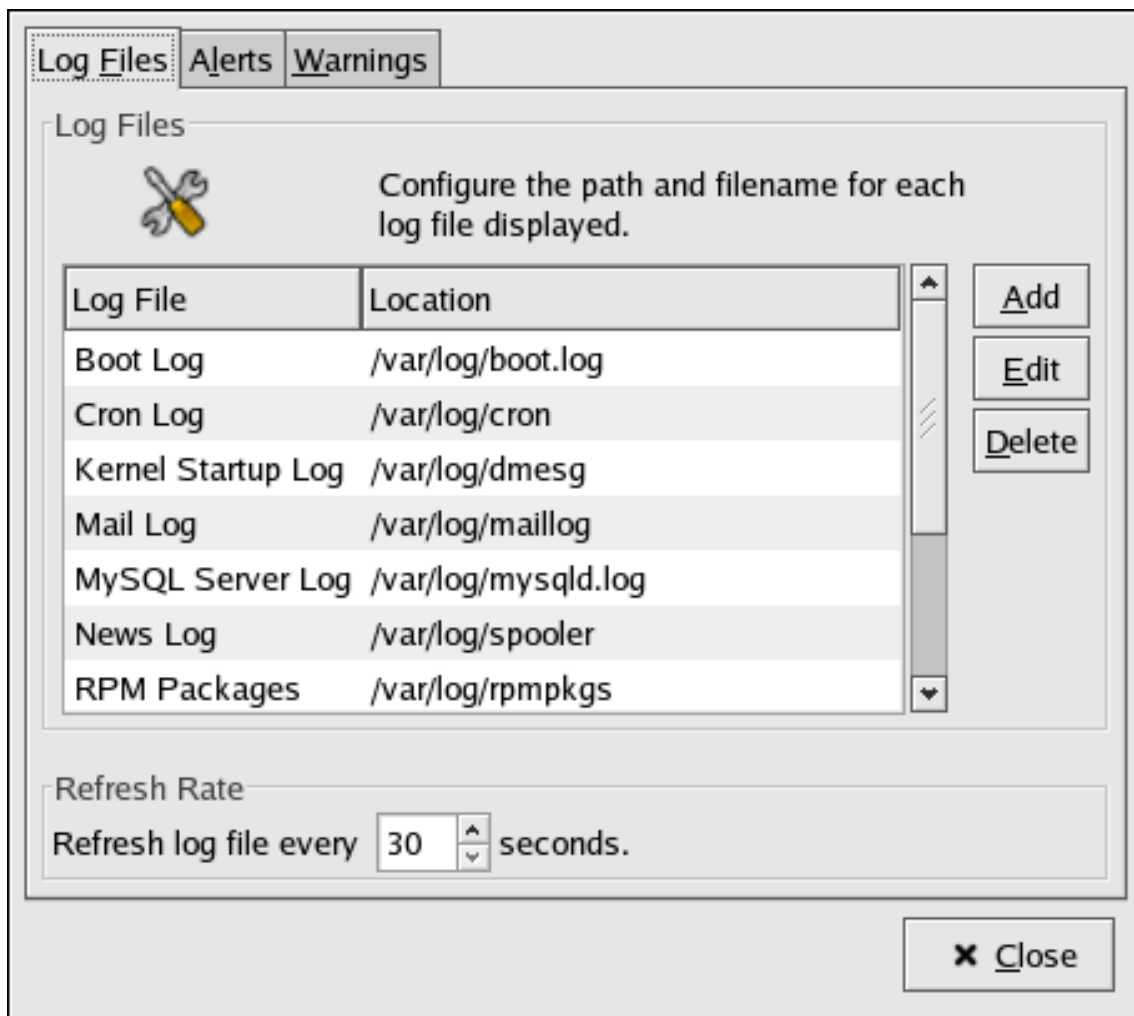 Log Files Alerts Warnings
Log Files
Configure the path and filename for each
log file displayed.
Log File Location
Boot Log /var/log/boot.log
Cron Log /var/log/cron
Kernel Startup Log /var/log/dmesg
Mail Log /var/log/maillog
MySQL Server Log /var/log/mysqld.log
News Log /var/log/spooler
RPM Packages /var/log/rpmpkgs
Add
Edit
Delete
Refresh Rate
Refresh log file every 30 seconds.
Close